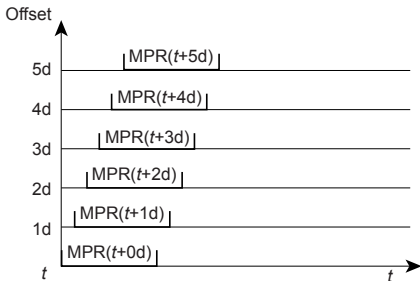 Offset
5d
MPR(t+5d)
4d
MPR(t+4d)
3d
MPR(t+3d)
2d
MPR(t+2d)
1d
MPR(t+1d)
MPR(t+0d)
t
t